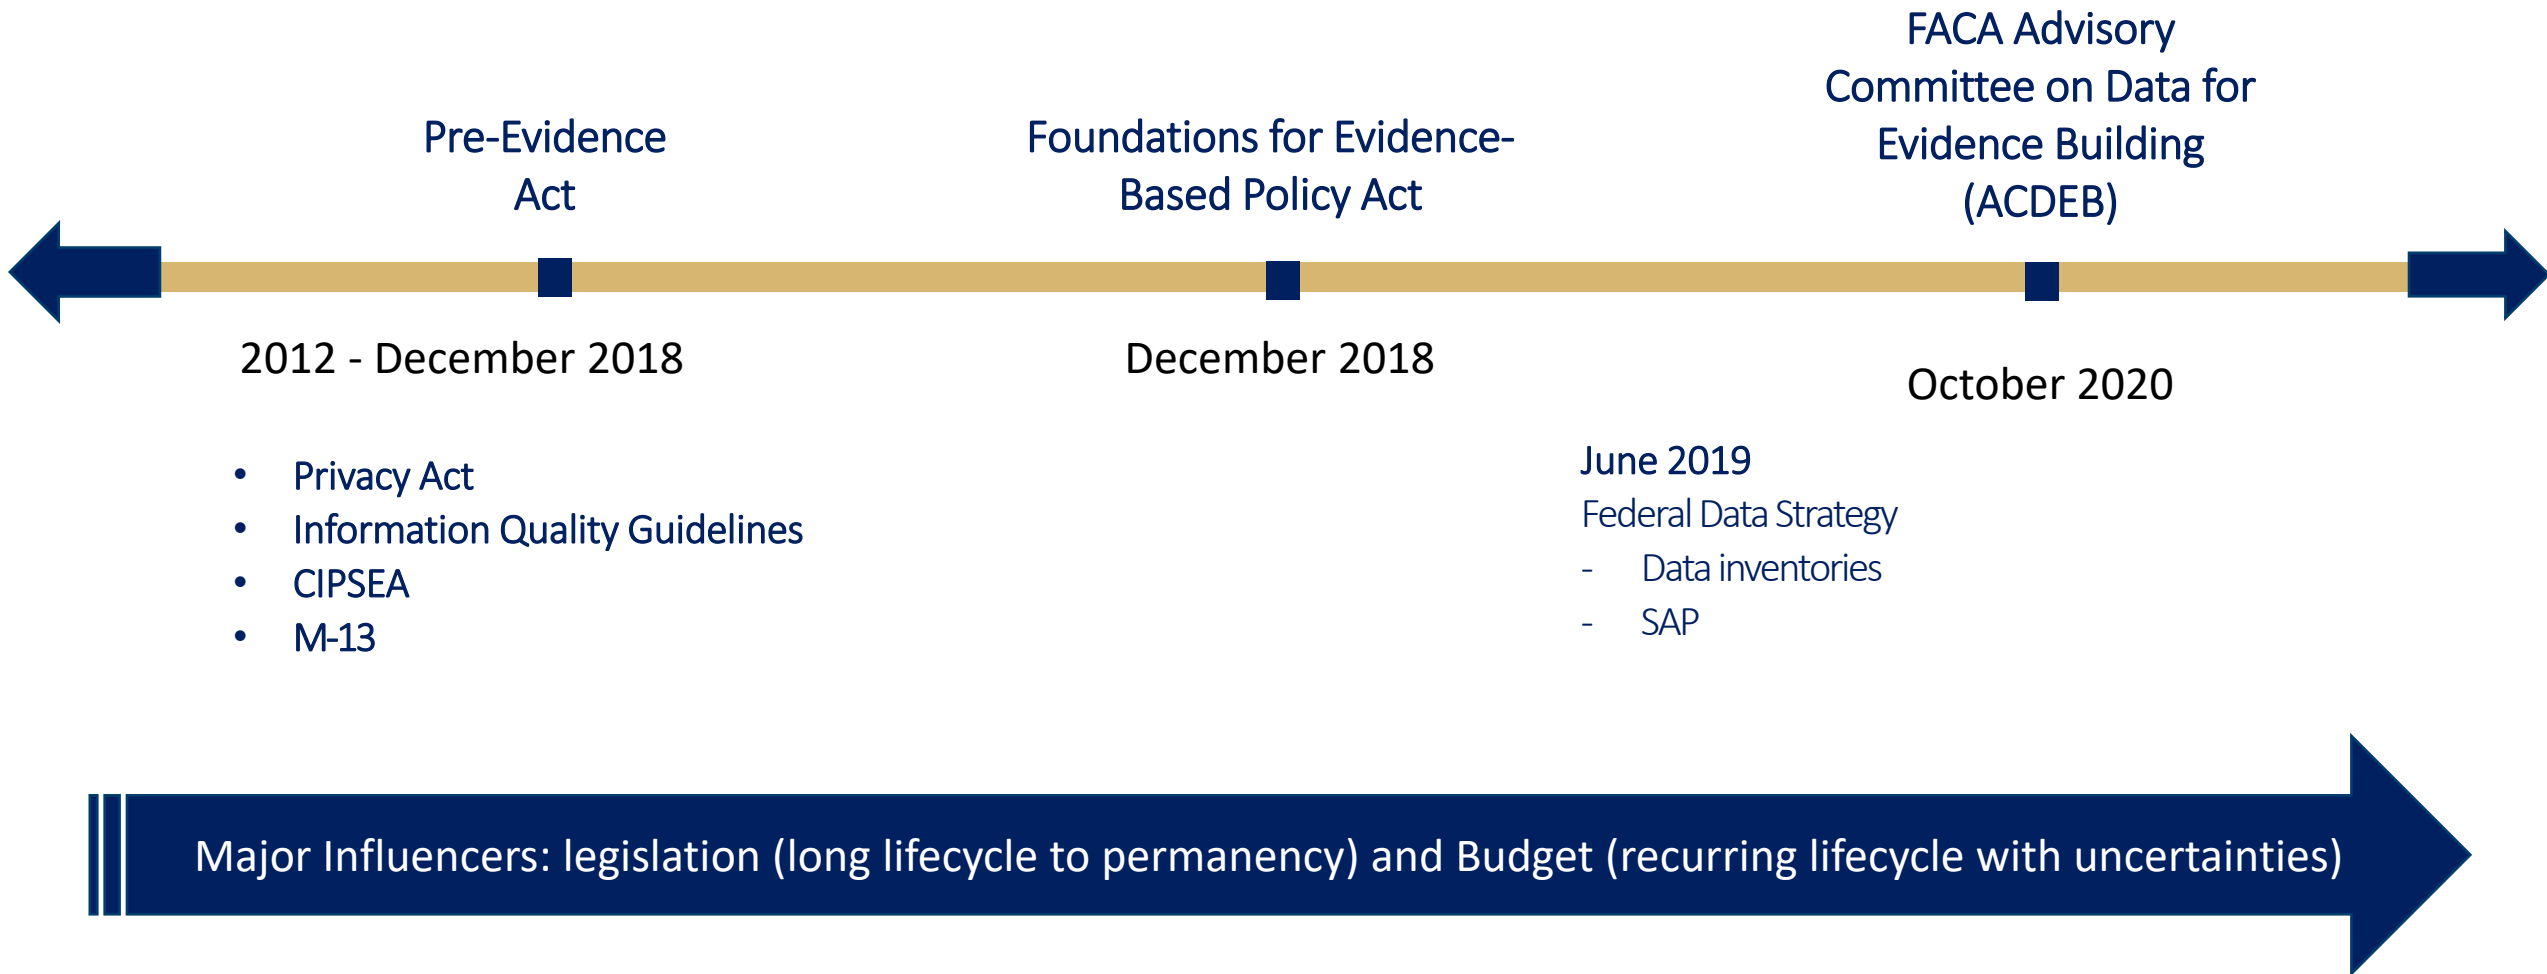 Pre-Evidence
Act
2012 - December 2018
• Privacy Act
• Information Quality Guidelines
• CIPSEA
• M-13
Foundations for Evidence-
Based Policy Act
December 2018
FACA Advisory
Committee on Data for
Evidence Building
(ACDEB)
October 2020
June 2019
Federal Data Strategy
- Data inventories
- SAP
Major Influencers: legislation (long lifecycle to permanency) and Budget (recurring lifecycle with uncertainties)